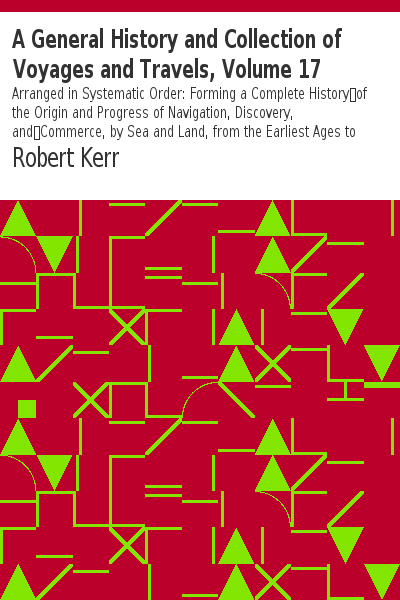 A General History and Collection of
Voyages and Travels, Volume 17
Arranged in Systematic Order: Forming a Complete History▯of
the Origin and Progress of Navigation, Discovery,
and▯Commerce, by Sea and Land, from the Earliest Ages to
Robert Kerr